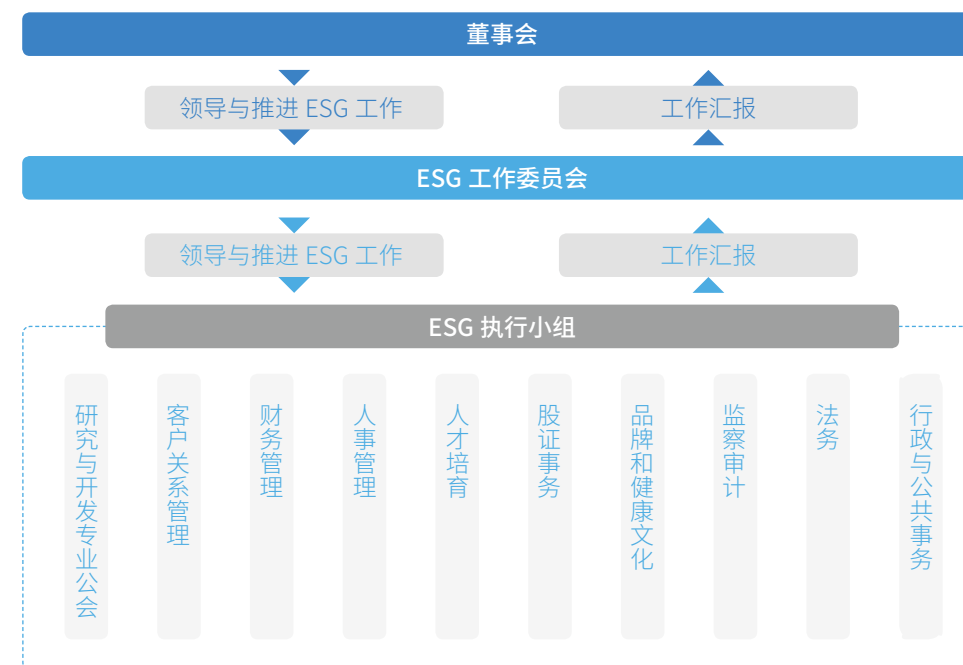 董事会
领导与推进 ESG 工作
工作汇报
ESG 工作委员会
领导与推进 ESG 工作
工作汇报
ESG 执行小组
研究与开发专业公会
客户关系管理
财务管理
人事管理
人才培育
股证事务
品牌和健康文化
监察审计
法务
行政与公共事务